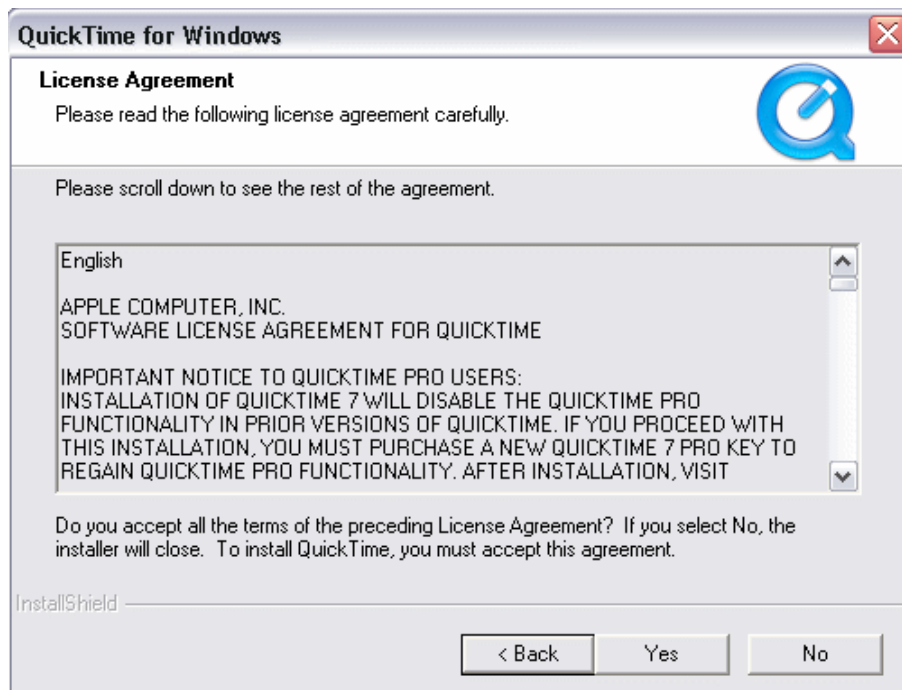 QuickTime for Windows
License Agreement
Please read the following license agreement carefully.
Please scroll down to see the rest of the agreement.
English
APPLE COMPUTER, INC.
SOFTWARE LICENSE AGREEMENT FOR QUICKTIME
IMPORTANT NOTICE TO QUICKTIME PRO USERS:
INSTALLATION OF QUICKTIME 7 WILL DISABLE THE QUICKTIME PRO
FUNCTIONALITY IN PRIOR VERSIONS OF QUICKTIME. IF YOU PROCEED WITH
THIS INSTALLATION, YOU MUST PURCHASE A NEW QUICKTIME 7 PRO KEY TO
REGAIN QUICKTIME PRO FUNCTIONALITY. AFTER INSTALLATION, VISIT
Do you accept all the terms of the preceding License Agreement? If you select No, the
installer will close. To install QuickTime, you must accept this agreement.
InstallShield
< Back Yes No